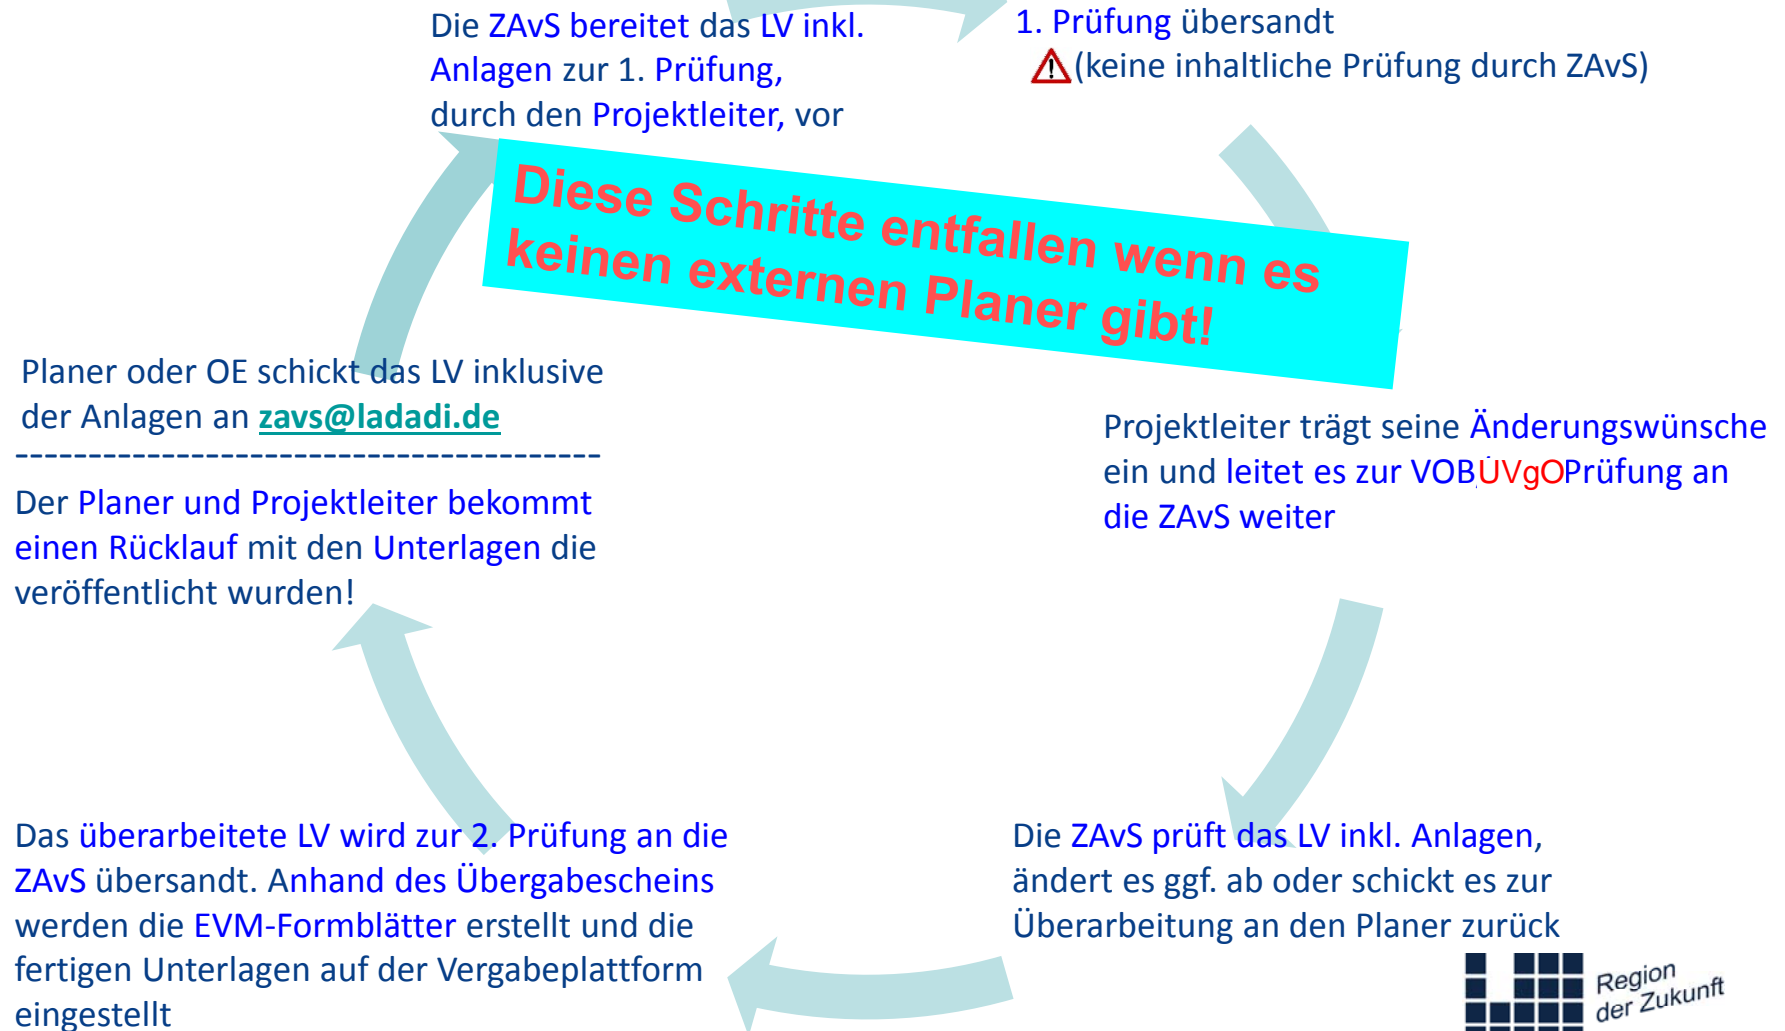 Die ZAvS bereitet das LV inkl.
Anlagen zur 1. Prüfung,
durch den Projektleiter, vor
1. Prüfung übersandt
(keine inhaltliche Prüfung durch ZAvS)
Diese Schritte entfallen wenn es
keinen externen Planer gibt!
Planer oder OE schickt das LV inklusive
der Anlagen an zavs@ladadi.de
----------------------------------------
Der Planer und Projektleiter bekommt
einen Rücklauf mit den Unterlagen die
veröffentlicht wurden!
Projektleiter trägt seine Änderungswünsche
ein und leitet es zur VOB,UVgOPrüfung an
die ZAvS weiter
Die ZAvS prüft das LV inkl. Anlagen,
ändert es ggf. ab oder schickt es zur
Überarbeitung an den Planer zurück
Das überarbeitete LV wird zur 2. Prüfung an die
ZAvS übersandt. Anhand des Übergabescheins
werden die EVM-Formblätter erstellt und die
fertigen Unterlagen auf der Vergabeplattform
eingestellt
Region
der Zukunft